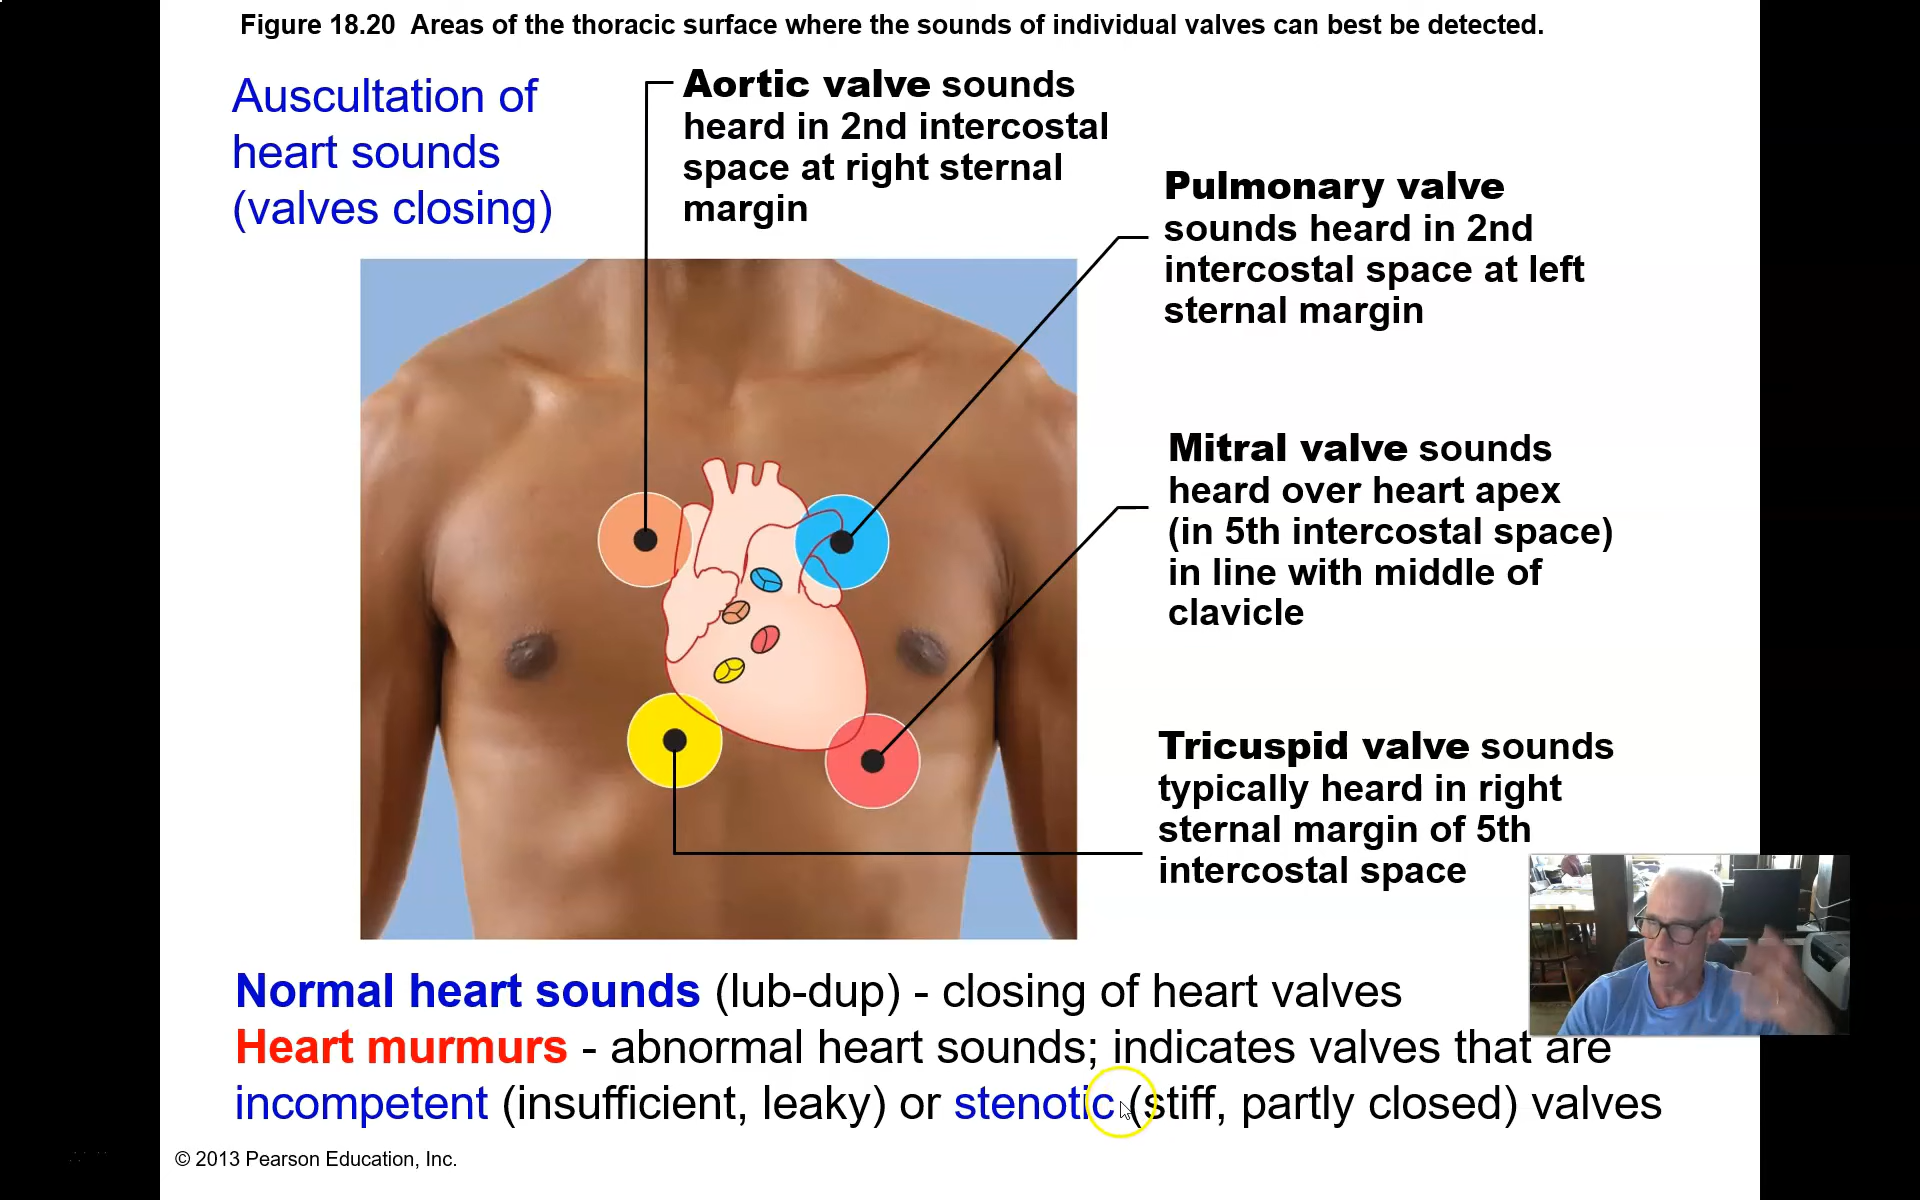 Figure 18.20 Areas of the thoracic surface where the sounds of individual valves can best be detected.
Auscultation of
heart sounds
(valves closing)
Aortic valve sounds
heard in 2nd intercostal
space at right sternal
margin
Pulmonary valve
sounds heard in 2nd
intercostal space at left
sternal margin
Mitral valve sounds
heard over heart apex
(in 5th intercostal space)
in line with middle of
clavicle
Tricuspid valve sounds
typically heard in right
sternal margin of 5th
intercostal space
Normal heart sounds (lub-dup) - closing of heart valves
Heart murmurs - abnormal heart sounds; indicates valves that are
incompetent (insufficient, leaky) or stenotic (stiff, partly closed) valves
© 2013 Pearson Education, Inc.